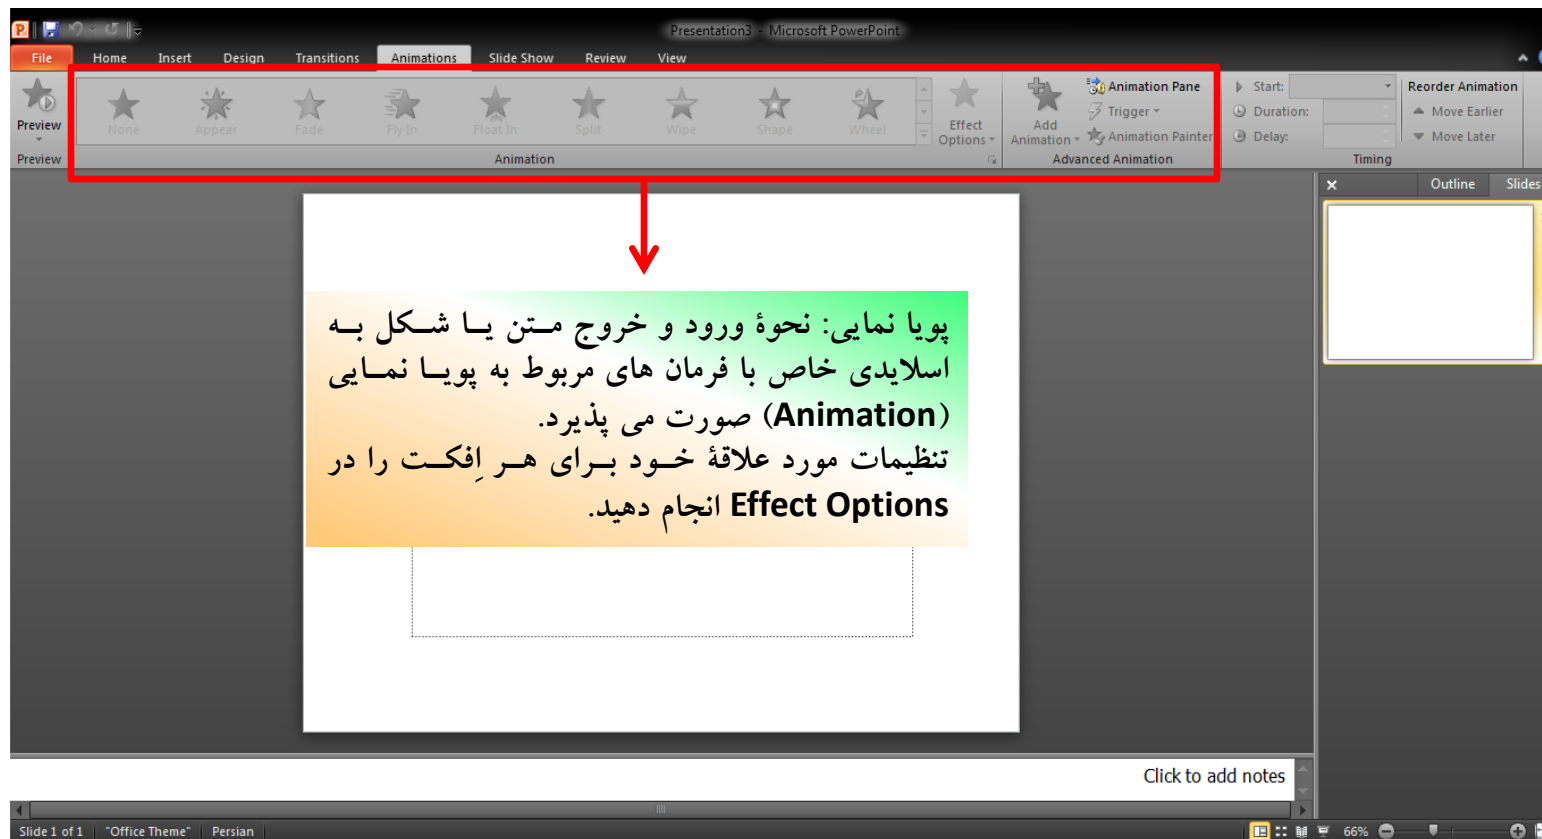 Presentation3 - Microsoft PowerPoint
File Home Insert Design Transitions Animations Slide Show Review View
Preview
None Appear Fade Fly In Float In Split Wipe Shape Wheel
Effect Options
Add Animation
Animation Pane
Trigger
Animation Painter
Start:
Duration:
Delay:
Reorder Animation
Move Earlier
Move Later
Preview Animation Advanced Animation Timing
Outline Slides
پویا نمایی: نحوۀ ورود و خروج متن یا شکل به
اسلایدی خاص با فرمان های مربوط به پویا نمایی
(Animation) صورت می پذیرد.
تنظیمات مورد علاقۀ خود برای هر اِفکت را در
Effect Options انجام دهید.
Click to add notes
Slide 1 of 1 "Office Theme" Persian 66%